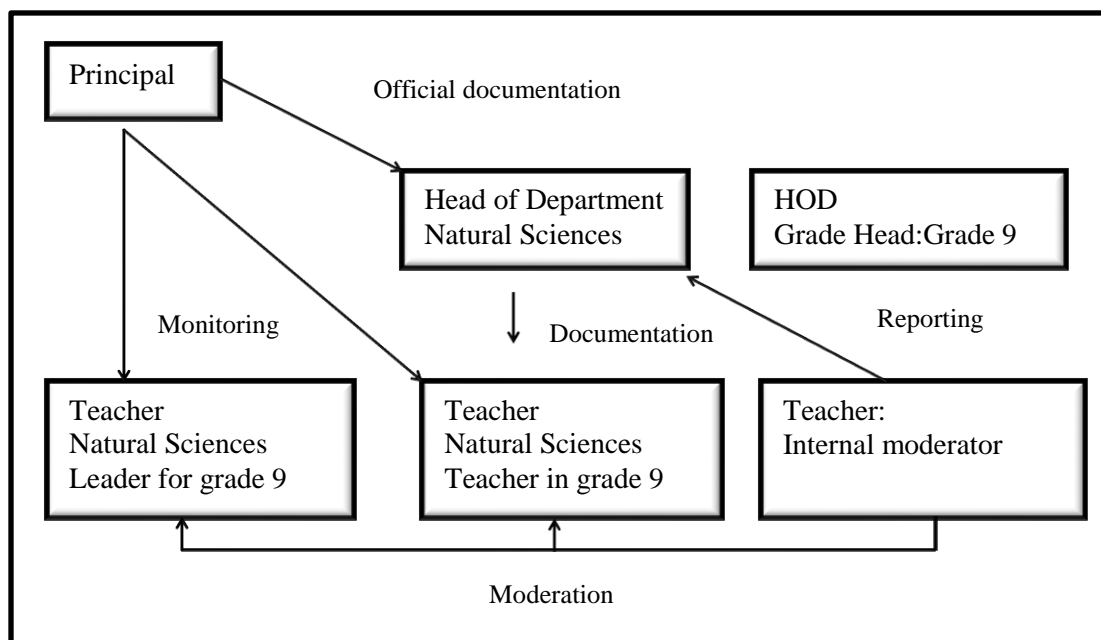 Principal
Official documentation
Head of Department
Natural Sciences
HOD
Grade Head:Grade 9
Monitoring
Documentation
Reporting
Teacher
Natural Sciences
Leader for grade 9
Teacher
Natural Sciences
Teacher in grade 9
Teacher:
Internal moderator
Moderation